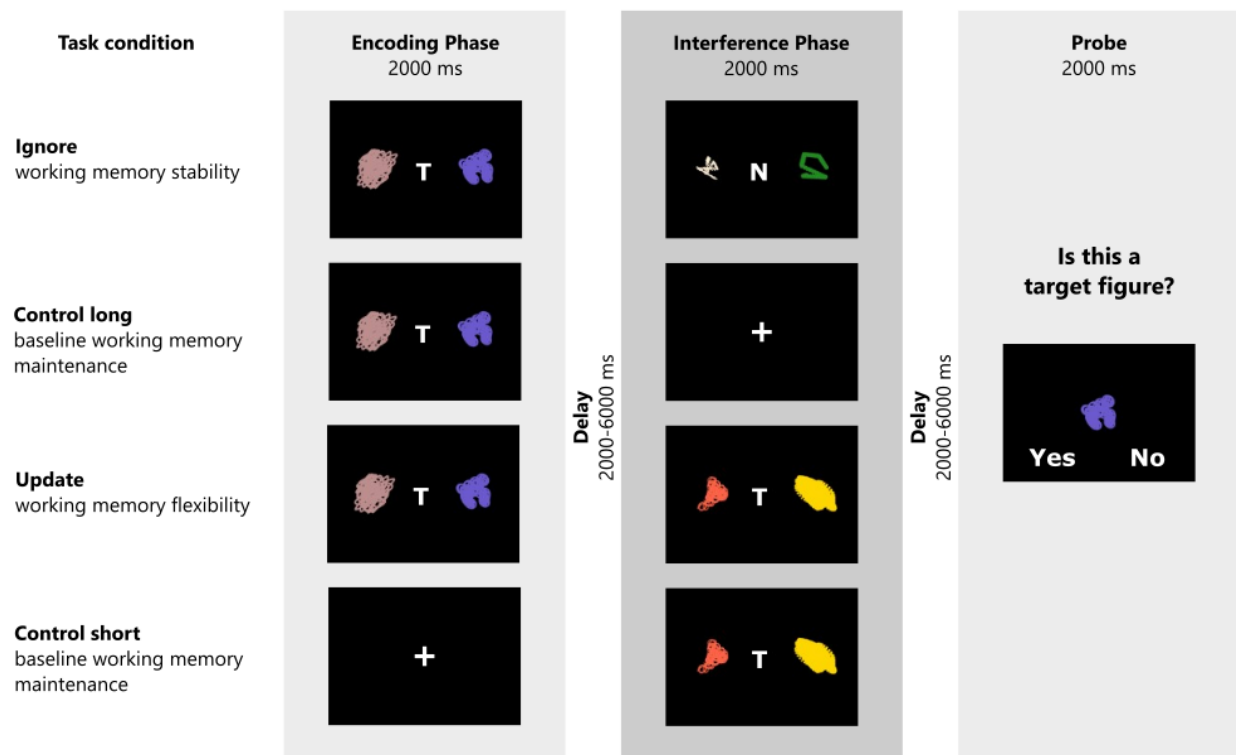 Task condition
Encoding Phase
2000 ms
Interference Phase
2000 ms
Probe
2000 ms
Ignore
working memory stability
T
N
Control long
baseline working memory
maintenance
T
+
Update
working memory flexibility
T
T
Control short
baseline working memory
maintenance
+
T
Delay
2000-6000 ms
Delay
2000-6000 ms
Is this a
target figure?
Yes No